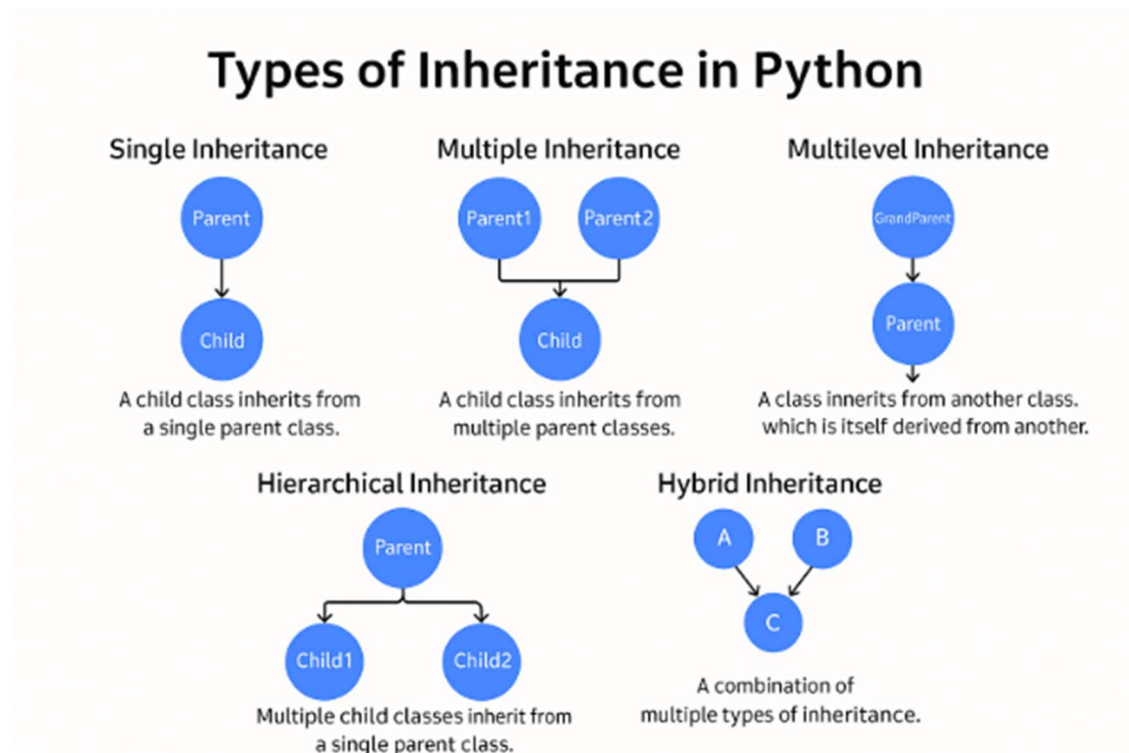 Types of Inheritance in Python
Single Inheritance
Parent
Child
A child class inherits from
a single parent class.
Multiple Inheritance
Parent1
Parent2
Child
A child class inherits from
multiple parent classes.
Multilevel Inheritance
GrandParent
Parent
A class innerits from another class.
which is itself derived from another.
Hierarchical Inheritance
Parent
Child1
Child2
Multiple child classes inherit from
a single parent class.
Hybrid Inheritance
A
B
C
A combination of
multiple types of inheritance.